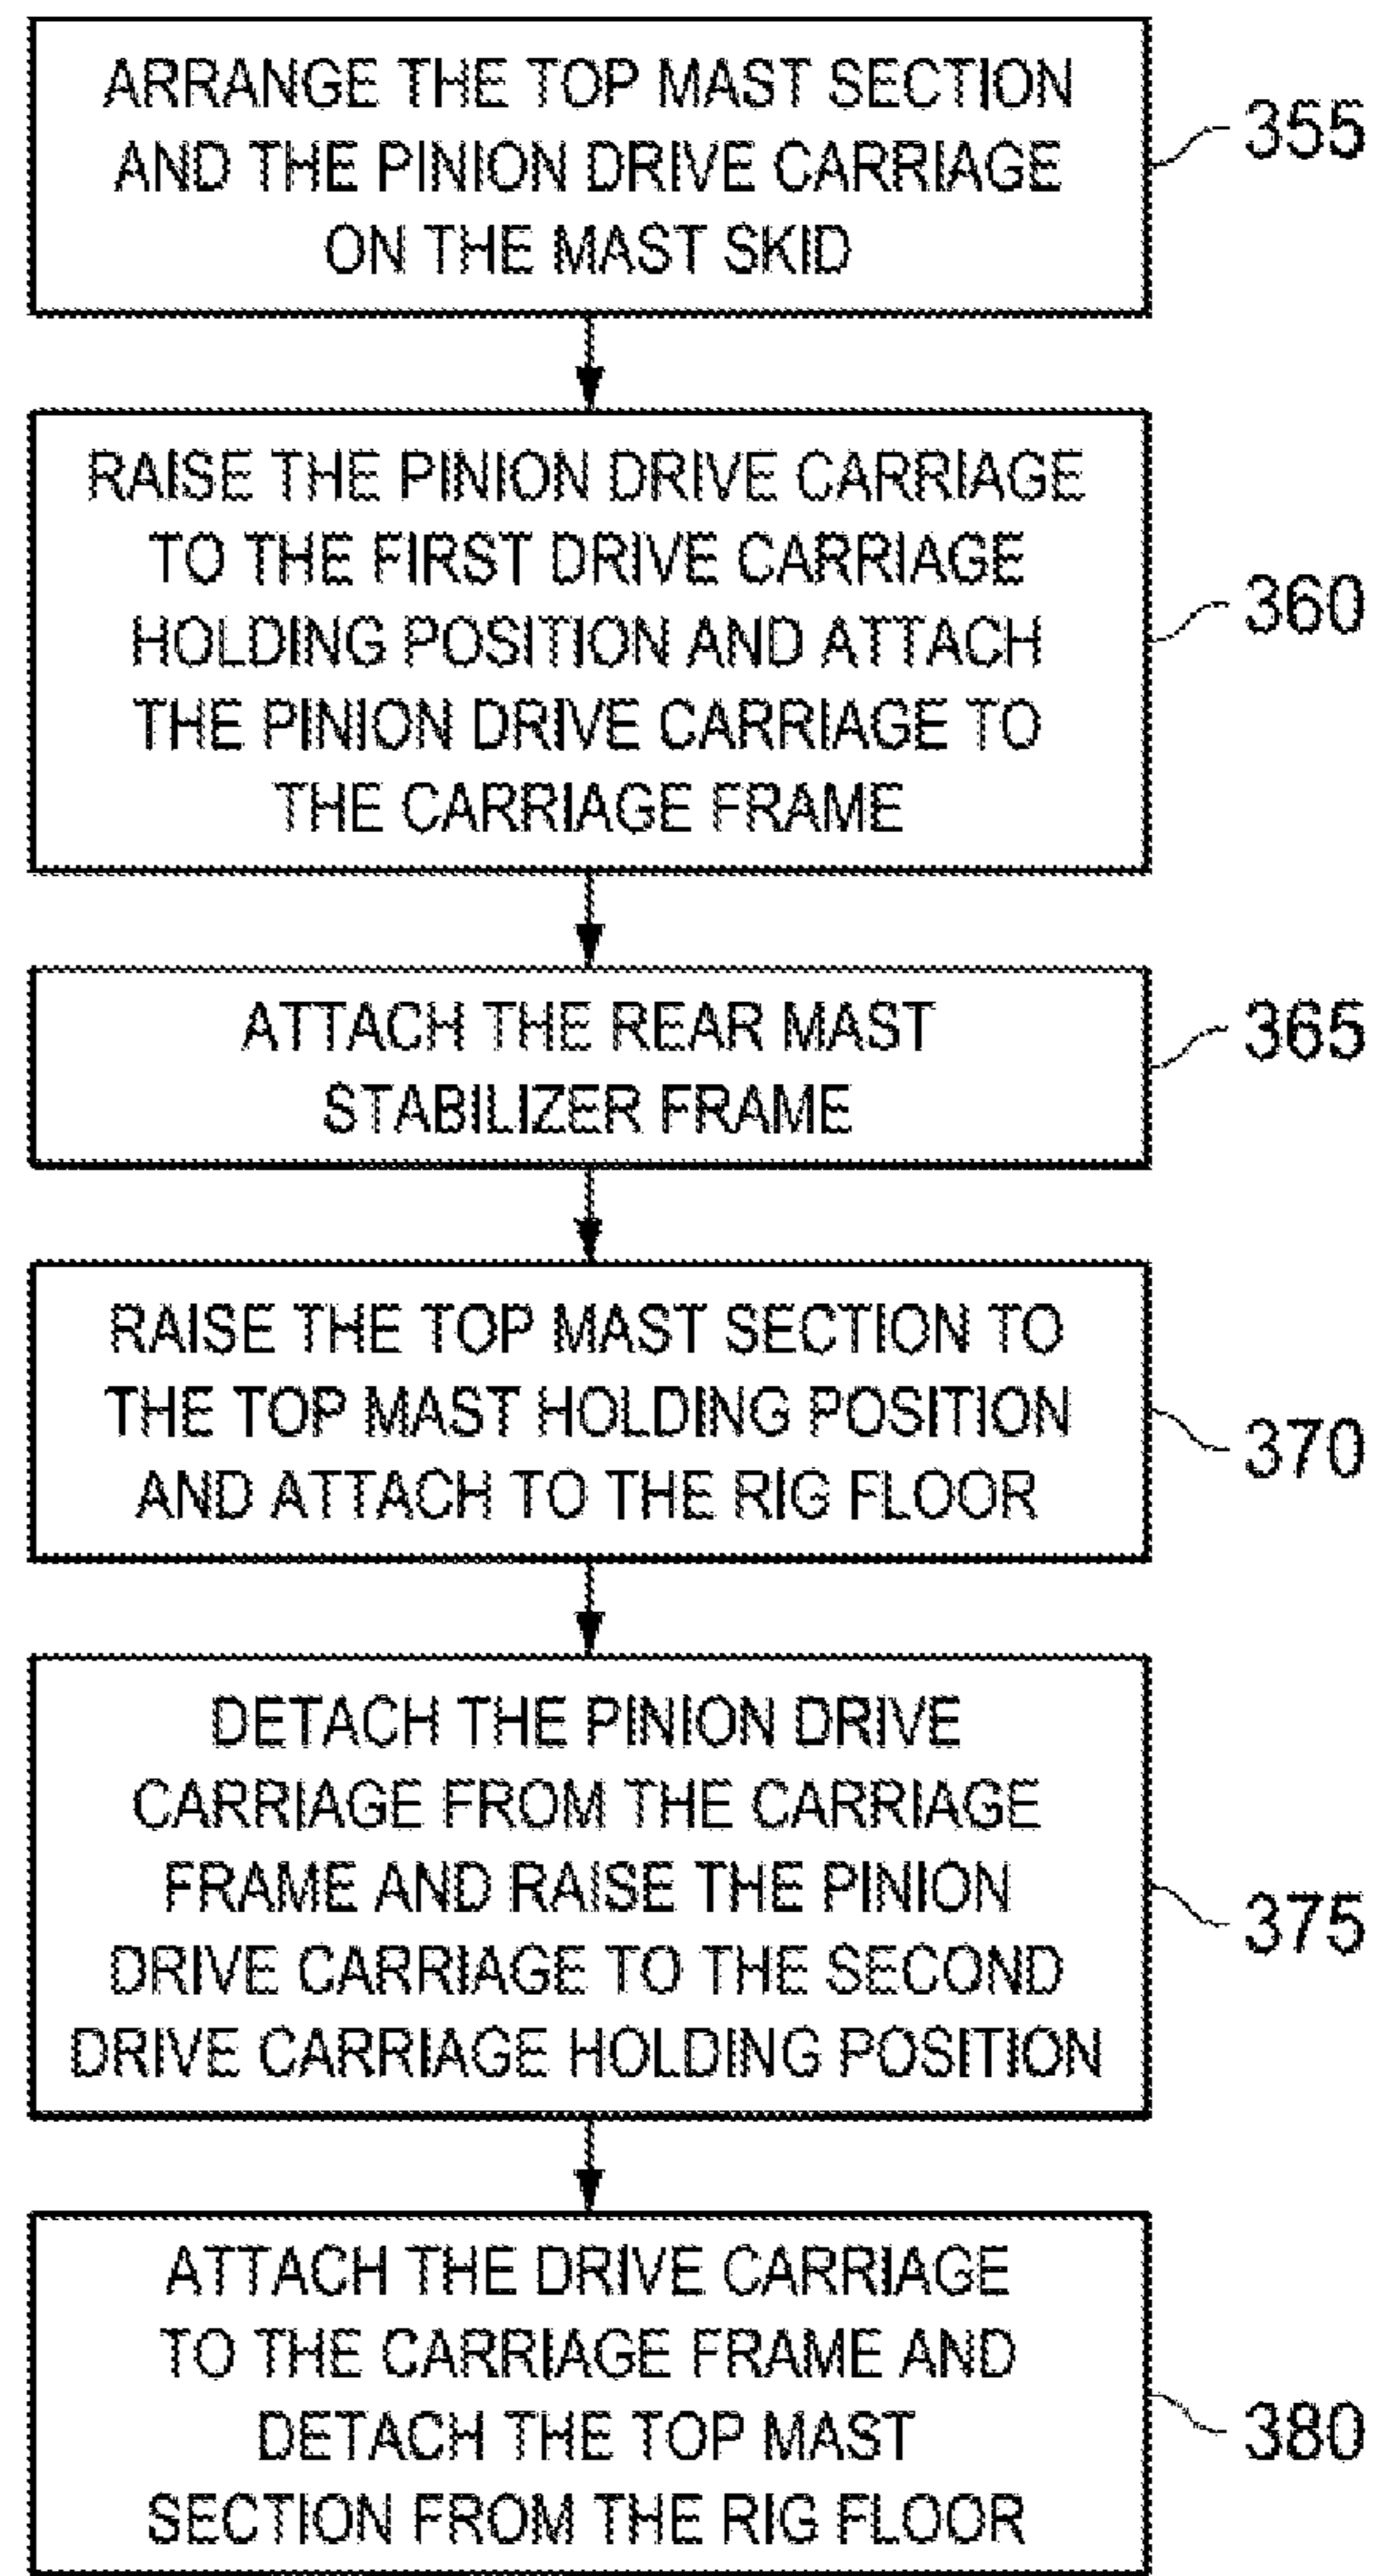 ARRANGE THE TOP MAST SECTION
AND THE PINION DRIVE CARRIAGE
ON THE MAST SKID
355
RAISE THE PINION DRIVE CARRIAGE
TO THE FIRST DRIVE CARRIAGE
HOLDING POSITION AND ATTACH
THE PINION DRIVE CARRIAGE TO
THE CARRIAGE FRAME
360
ATTACH THE REAR MAST
STABILIZER FRAME
365
RAISE THE TOP MAST SECTION TO
THE TOP MAST HOLDING POSITION
AND ATTACH TO THE RIG FLOOR
370
DETACH THE PINION DRIVE
CARRIAGE FROM THE CARRIAGE
FRAME AND RAISE THE PINION
DRIVE CARRIAGE TO THE SECOND
DRIVE CARRIAGE HOLDING POSITION
375
ATTACH THE DRIVE CARRIAGE
TO THE CARRIAGE FRAME AND
DETACH THE TOP MAST
SECTION FROM THE RIG FLOOR
380